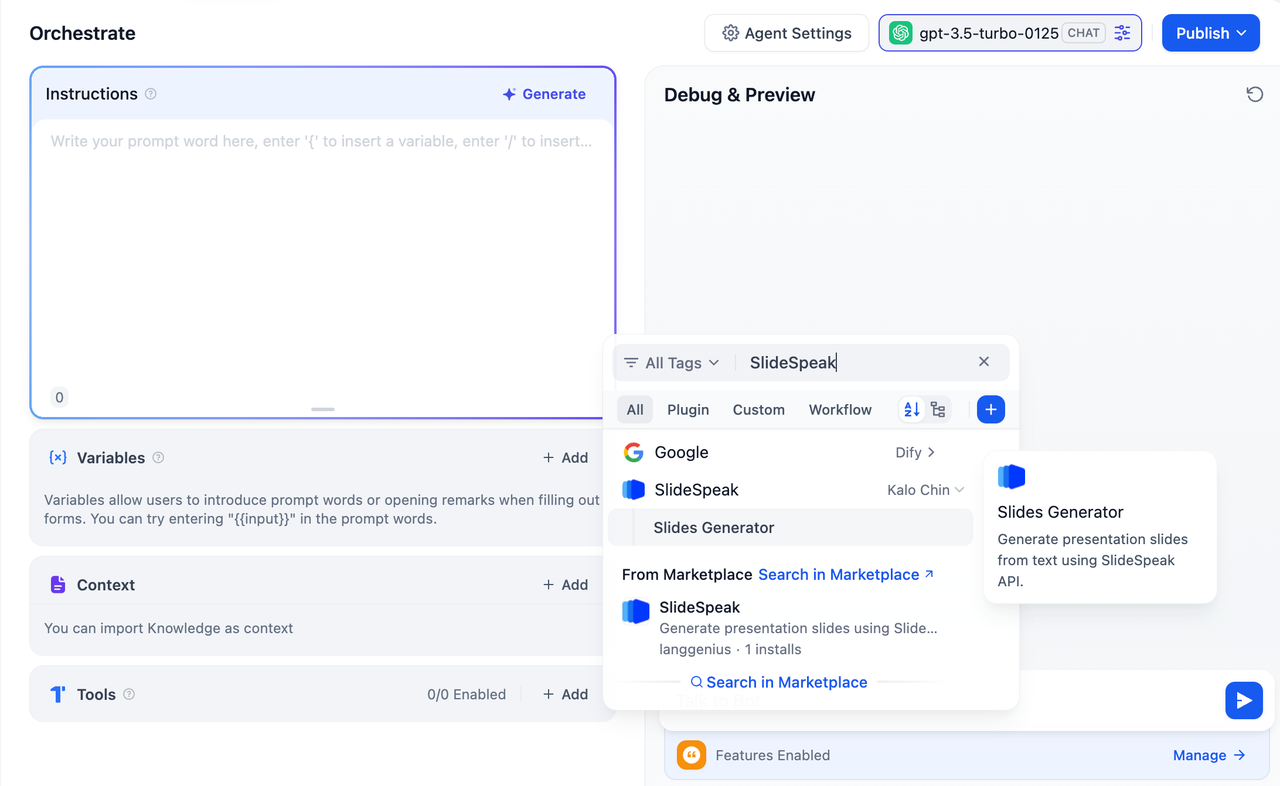 Orchestrate
Agent Settings
gpt-3.5-turbo-0125 CHAT
Publish
Instructions
Generate
Write your prompt word here, enter '{' to insert a variable, enter '/' to insert...
0
Variables
+ Add
Variables allow users to introduce prompt words or opening remarks when filling out
forms. You can try entering "{{input}}" in the prompt words.
Context
+ Add
You can import Knowledge as context
Tools
0/0 Enabled
+ Add
Debug & Preview
All Tags
SlideSpeak
All Plugin Custom Workflow
Google
Dify
SlideSpeak
Kalo Chin
Slides Generator
From Marketplace Search in Marketplace
SlideSpeak
Generate presentation slides using Slide...
langgenius · 1 installs
Search in Marketplace
Slides Generator
Generate presentation slides
from text using SlideSpeak
API.
Features Enabled
Manage →